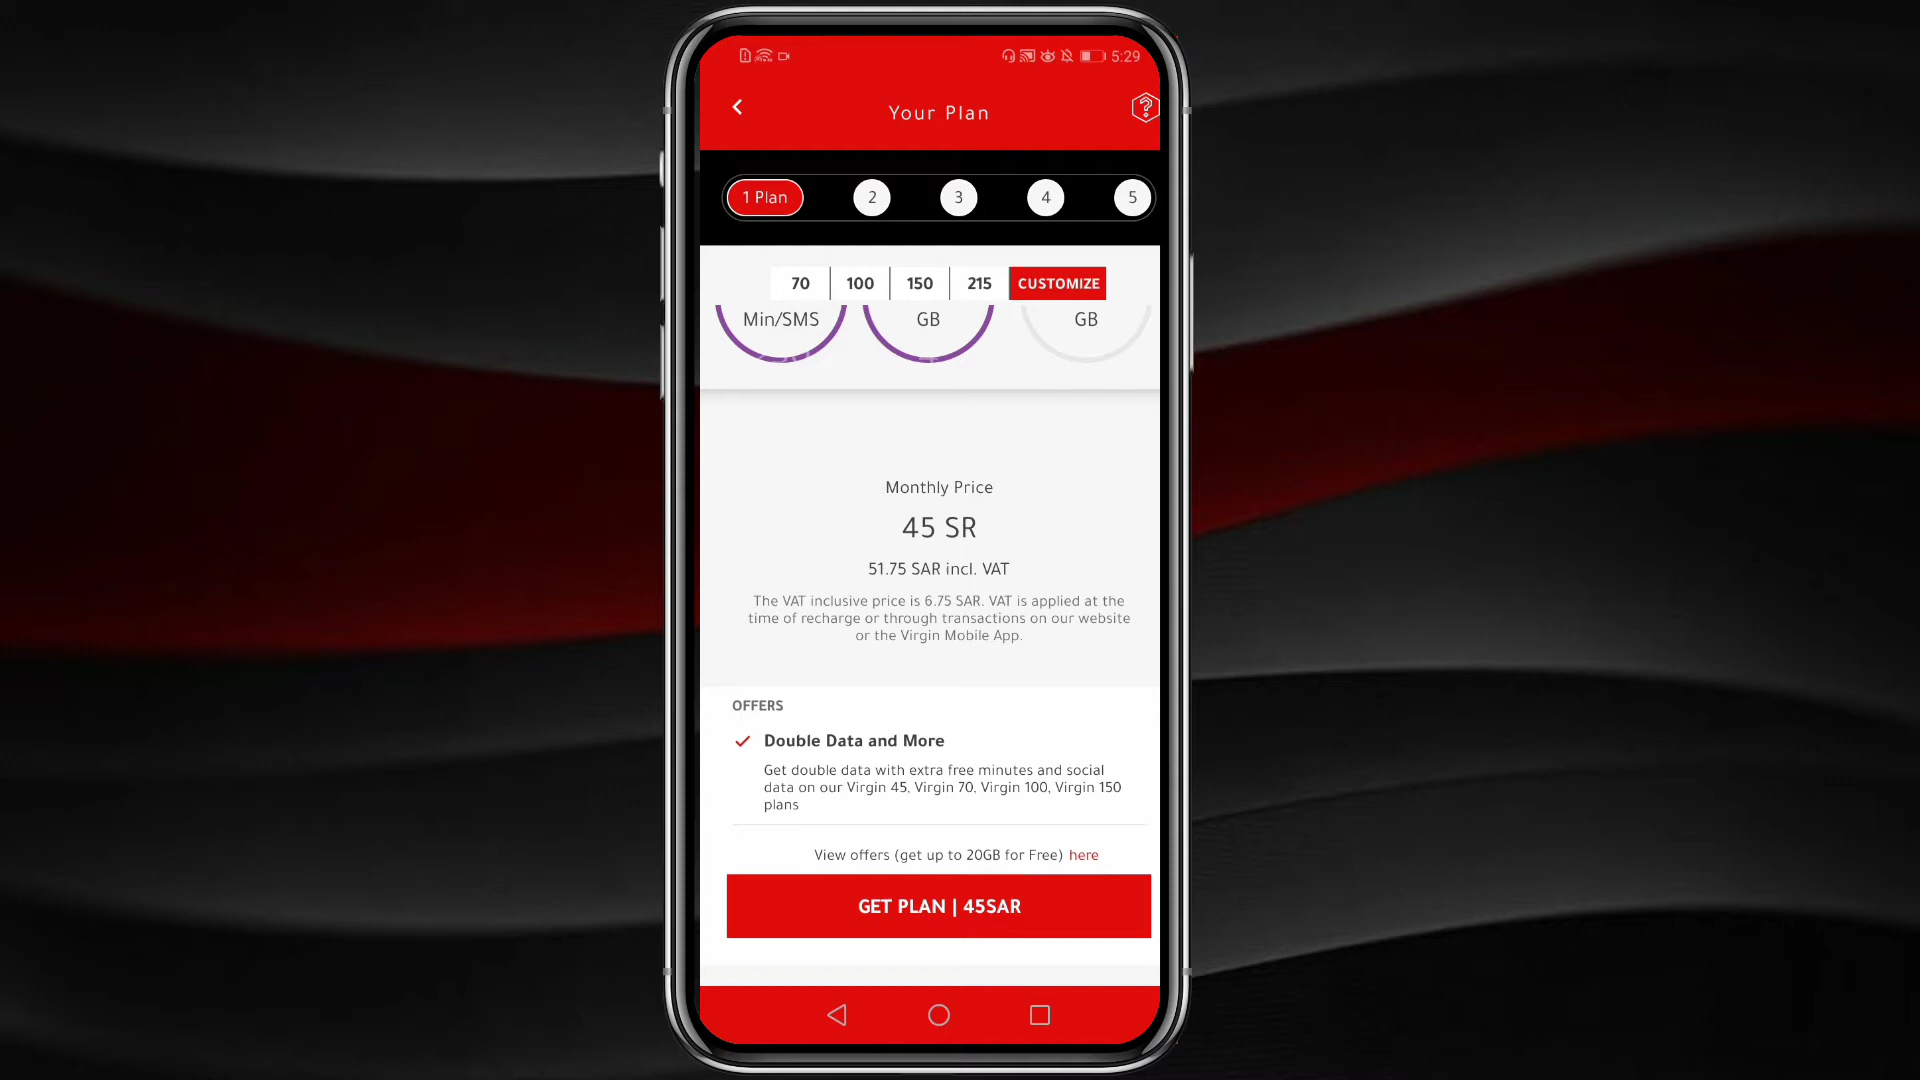 5:29
Your Plan
1 Plan 2 3 4 5
70 100 150 215 CUSTOMIZE
Min/SMS GB GB
Monthly Price
45 SR
51.75 SAR incl. VAT
The VAT inclusive price is 6.75 SAR. VAT is applied at the
time of recharge or through transactions on our website
or the Virgin Mobile App.
OFFERS
Double Data and More
Get double data with extra free minutes and social
data on our Virgin 45, Virgin 70, Virgin 100, Virgin 150
plans
View offers (get up to 20GB for Free) here
GET PLAN | 45SAR